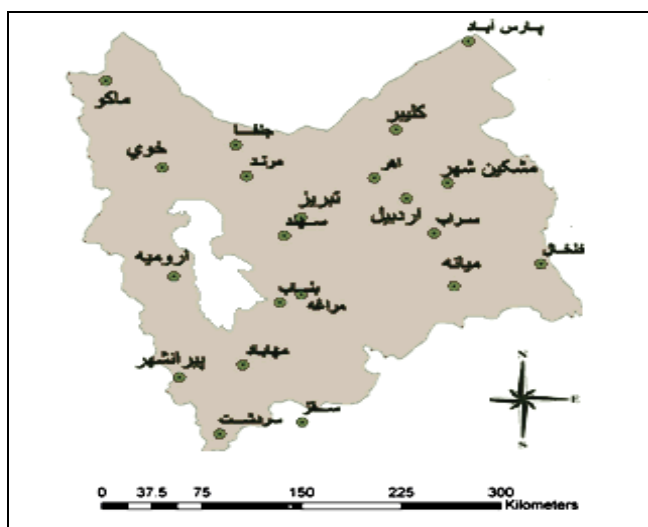 پارس آباد
ماکو
کلیبر
جلفا
خوي
مرند
اهر
مشکین شهر
تبریز
سهند
اردبیل
سرب
خلخال
ارومیه
میانه
بناب
مراغه
مهاباد
پیرانشهر
سقز
سردشت
N
E
S
0 37.5 75 150 225 300
Kilometers